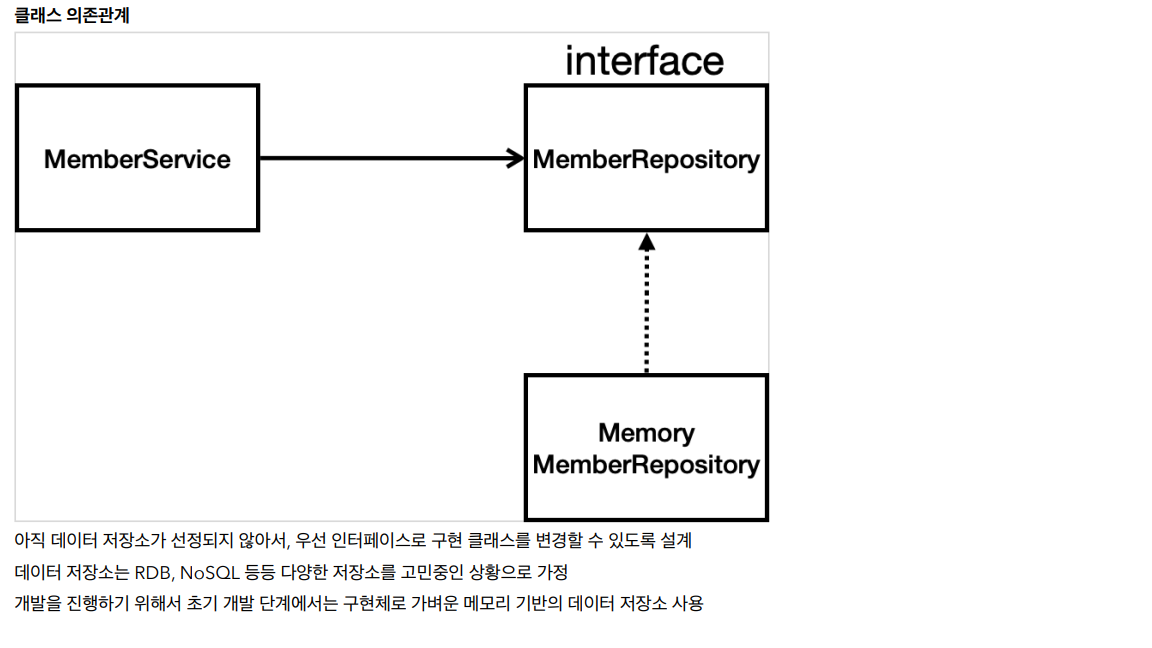 클래스 의존관계
interface
MemberService
MemberRepository
Memory
MemberRepository
아직 데이터 저장소가 선정되지 않아서, 우선 인터페이스로 구현 클래스를 변경할 수 있도록 설계
데이터 저장소는 RDB, NoSQL 등등 다양한 저장소를 고민중인 상황으로 가정
개발을 진행하기 위해서 초기 개발 단계에서는 구현체로 가벼운 메모리 기반의 데이터 저장소 사용